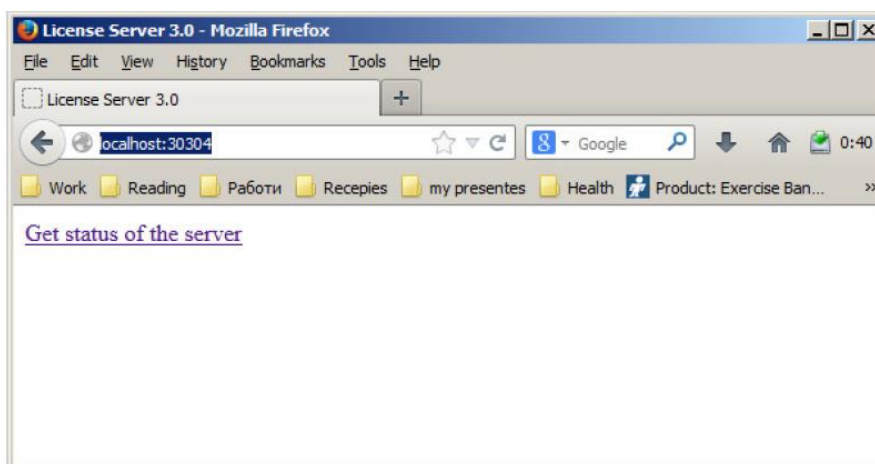 License Server 3.0 - Mozilla Firefox
File Edit View History Bookmarks Tools Help
License Server 3.0 +
localhost:30304 8 Google 0:40
Work Reading Работи Recepies my presentes Health Product: Exercise Ban... »
Get status of the server